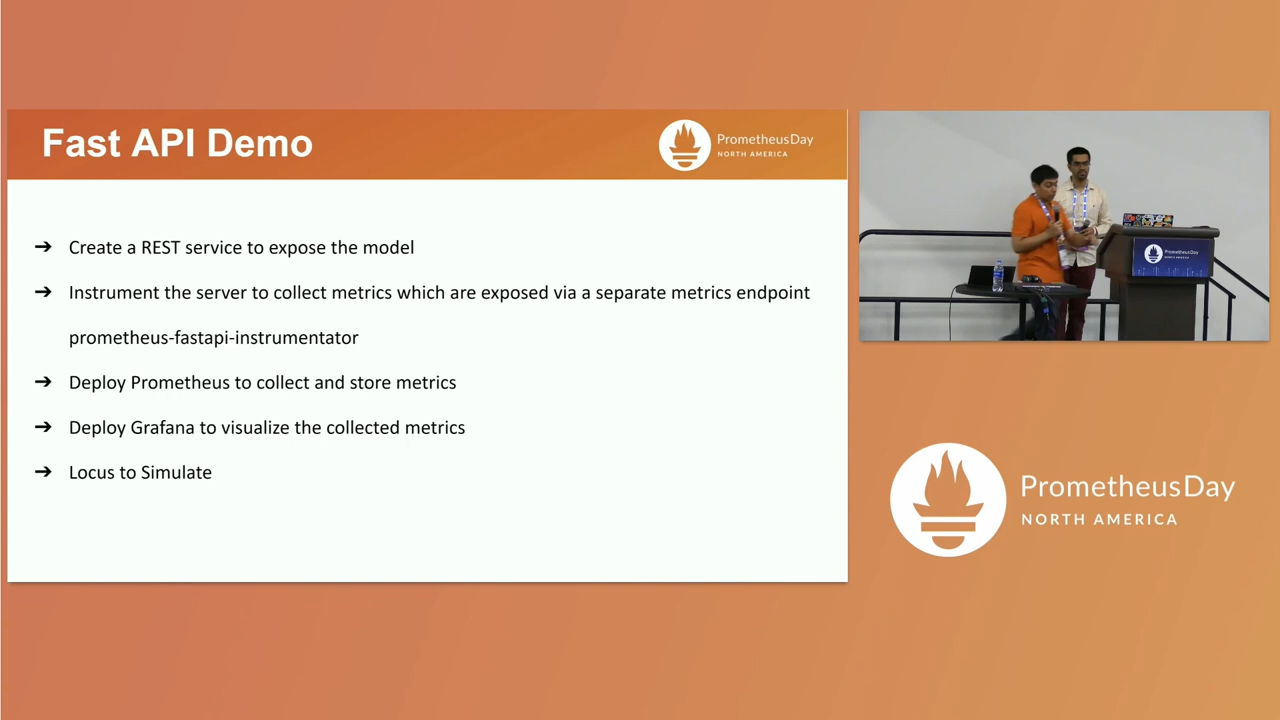 Fast API Demo
PrometheusDay
NORTH AMERICA
➔ Create a REST service to expose the model
➔ Instrument the server to collect metrics which are exposed via a separate metrics endpoint
prometheus-fastapi-instrumentator
➔ Deploy Prometheus to collect and store metrics
➔ Deploy Grafana to visualize the collected metrics
➔ Locus to Simulate
PrometheusDay
PrometheusDay
NORTH AMERICA